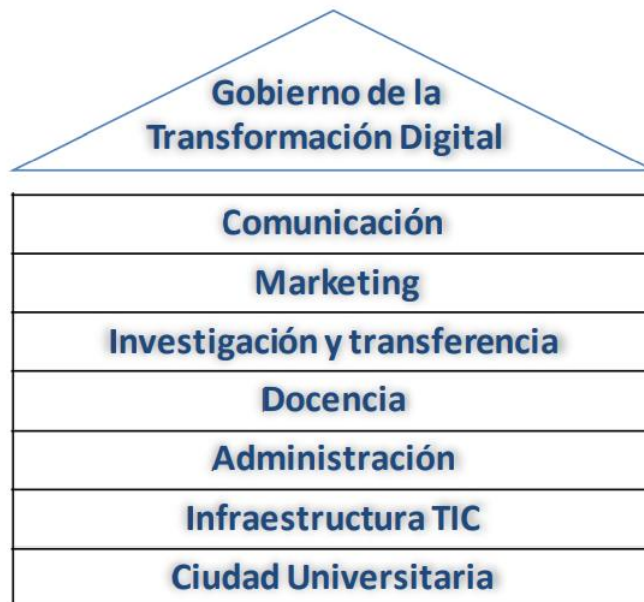 Gobierno de la
Transformación Digital
Comunicación
Marketing
Investigación y transferencia
Docencia
Administración
Infraestructura TIC
Ciudad Universitaria